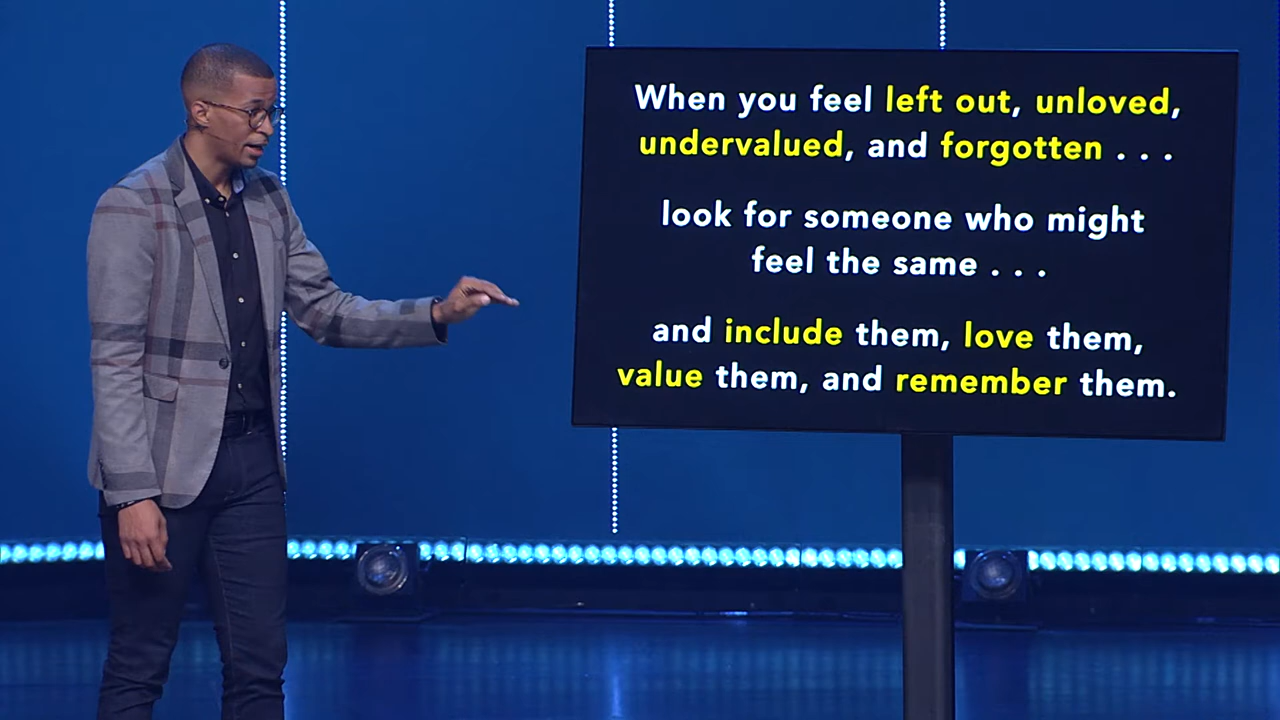 When you feel left out, unloved,
undervalued, and forgotten . . .
look for someone who might
feel the same . . .
and include them, love them,
value them, and remember them.